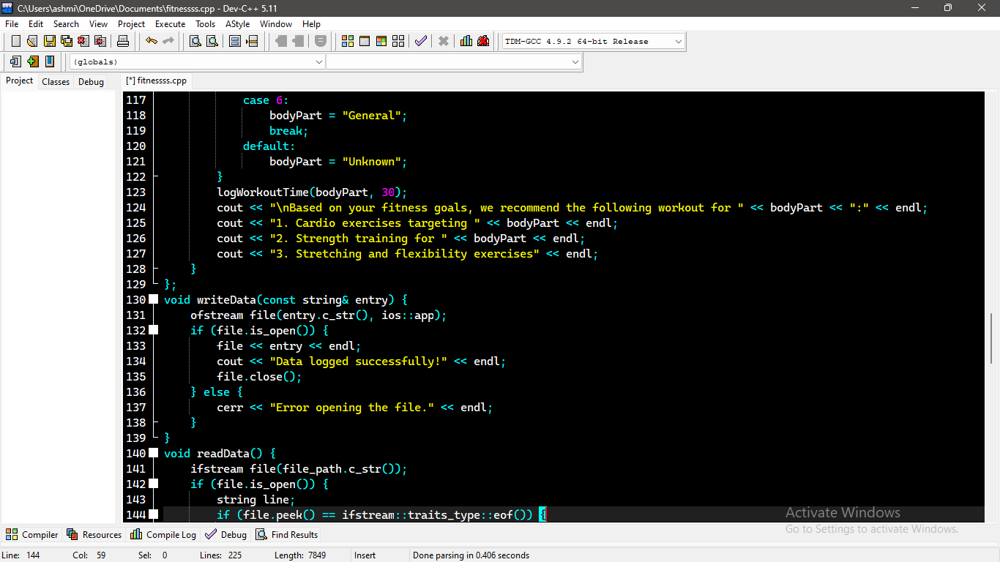 C:\Users\ashmi\OneDrive\Documents\fitnessss.cpp - Dev-C++ 5.11
File Edit Search View Project Execute Tools AStyle Window Help
TDM-GCC 4.9.2 64-bit Release
(globals)
Project Classes Debug [*] fitnessss.cpp
117 case 6:
118 bodyPart = "General";
119 break;
120 default:
121 bodyPart = "Unknown";
122 }
123 logWorkoutTime(bodyPart, 30);
124 cout << "\nBased on your fitness goals, we recommend the following workout for " << bodyPart << ":" << endl;
125 cout << "1. Cardio exercises targeting " << bodyPart << endl;
126 cout << "2. Strength training for " << bodyPart << endl;
127 cout << "3. Stretching and flexibility exercises" << endl;
128 }
129 };
130 void writeData(const string& entry) {
131 ofstream file(entry.c_str(), ios::app);
132 if (file.is_open()) {
133 file << entry << endl;
134 cout << "Data logged successfully!" << endl;
135 file.close();
136 } else {
137 cerr << "Error opening the file." << endl;
138 }
139 }
140 void readData() {
141 ifstream file(file_path.c_str());
142 if (file.is_open()) {
143 string line;
144 if (file.peek() == ifstream::traits_type::eof()) {
Activate Windows
Go to Settings to activate Windows.
Compiler Resources Compile Log Debug Find Results
Line: 144 Col: 59 Sel: 0 Lines: 225 Length: 7849 Insert Done parsing in 0.406 seconds